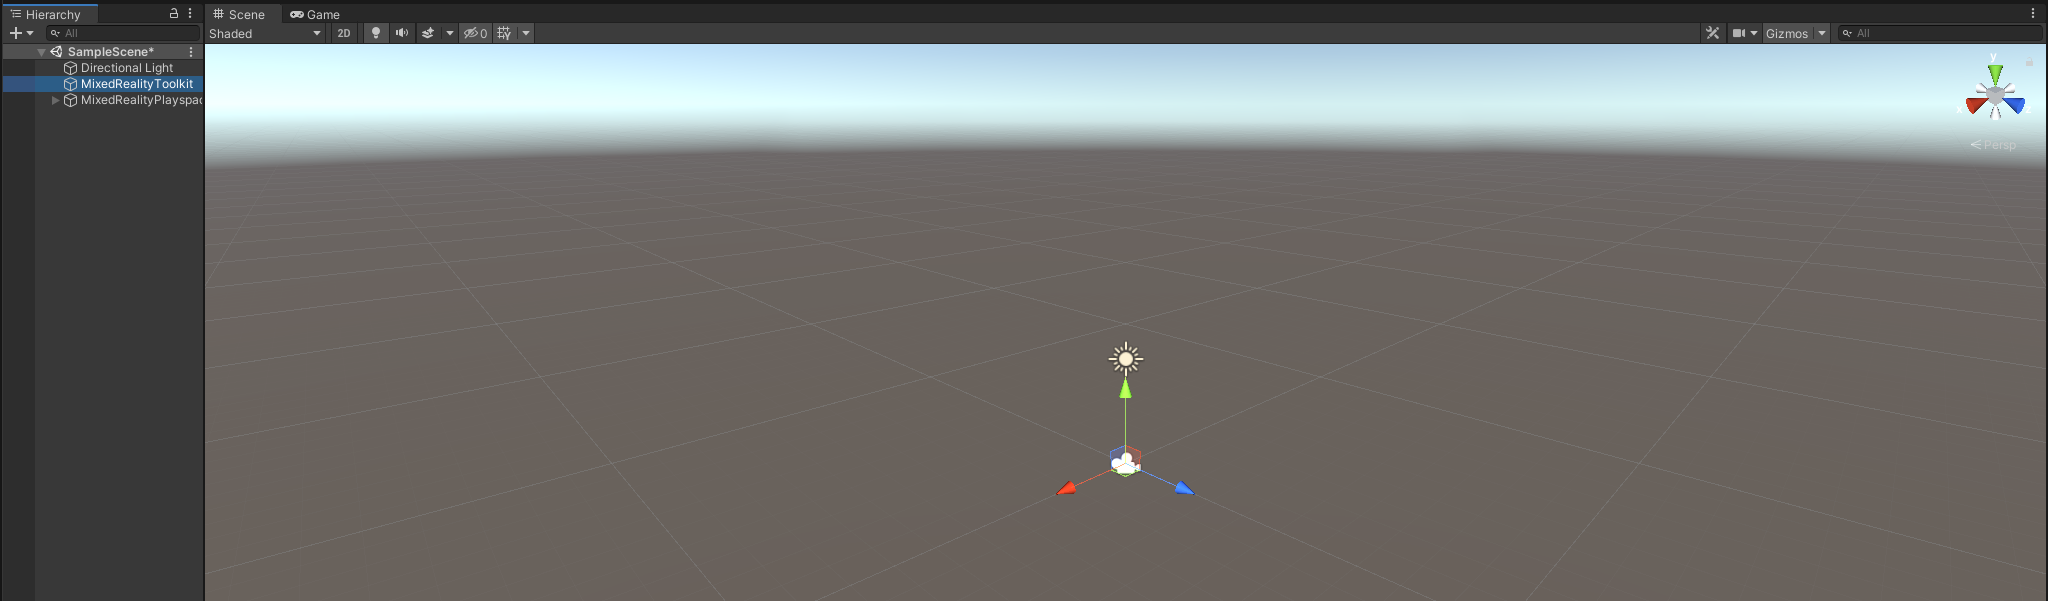 Hierarchy
All
SampleScene*
Directional Light
MixedRealityToolkit
MixedRealityPlayspac
Scene Game
Shaded 2D 0 Gizmos All
y
Persp